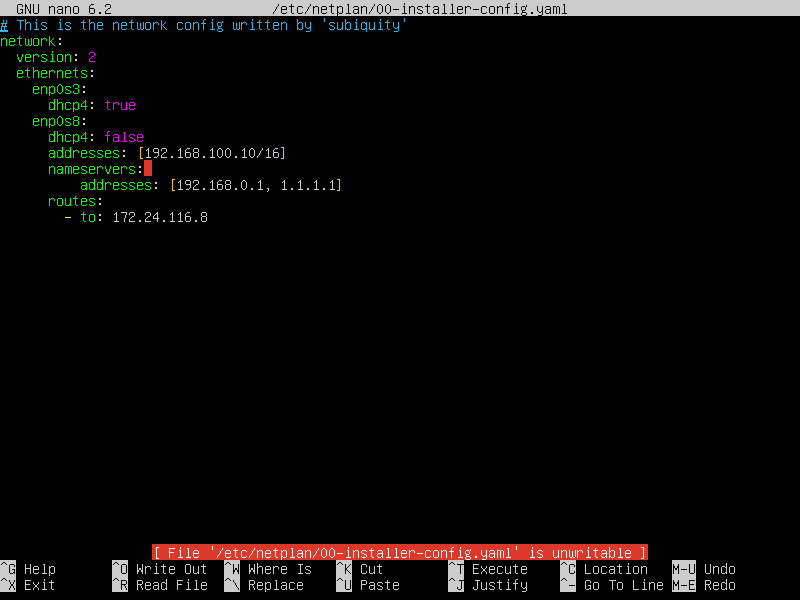 GNU nano 6.2 /etc/netplan/00-installer-config.yaml
# This is the network config written by 'subiquity'
network:
  version: 2
  ethernets:
    enp0s3:
      dhcp4: true
    enp0s8:
      dhcp4: false
      addresses: [192.168.100.10/16]
      nameservers:
          addresses: [192.168.0.1, 1.1.1.1]
      routes:
        - to: 172.24.116.8
[ File '/etc/netplan/00-installer-config.yaml' is unwritable ]
^G Help ^O Write Out ^W Where Is ^K Cut ^T Execute ^C Location M-U Undo
^X Exit ^R Read File ^\ Replace ^U Paste ^J Justify ^- Go To Line M-E Redo